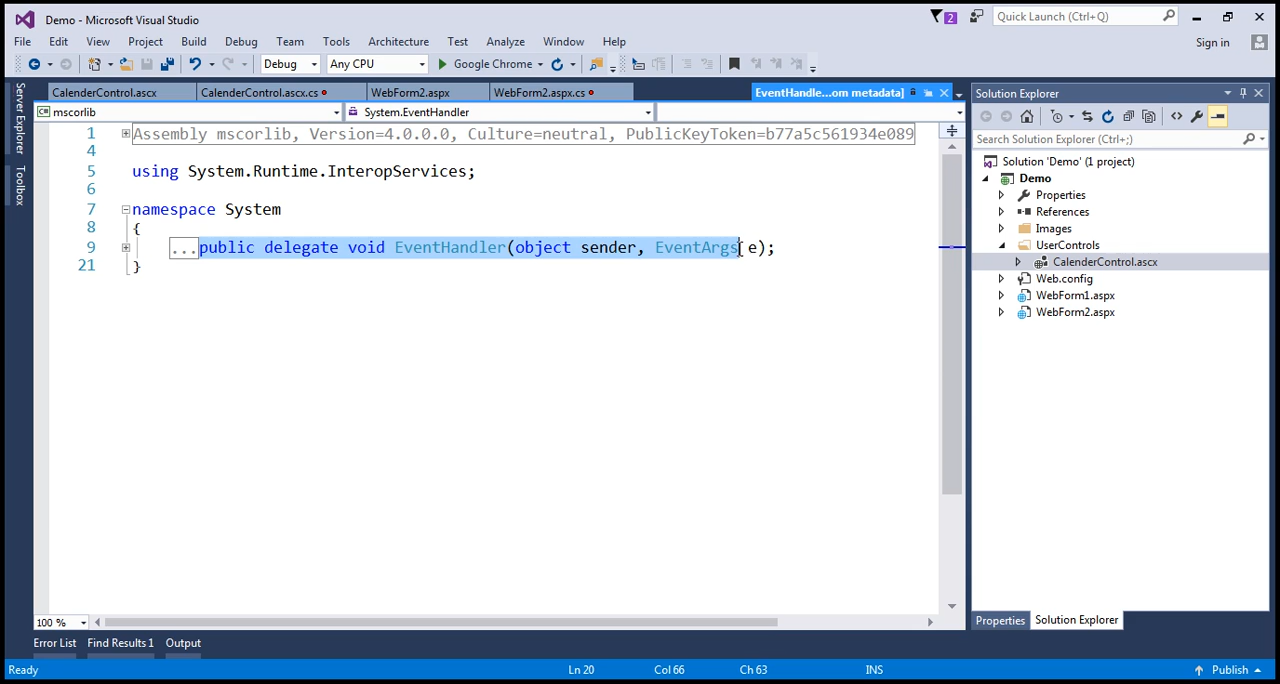 Demo - Microsoft Visual Studio
2
Quick Launch (Ctrl+Q)
File Edit View Project Build Debug Team Tools Architecture Test Analyze Window Help
Sign in
Debug Any CPU Google Chrome
Server Explorer
Toolbox
CalenderControl.ascx CalenderControl.ascx.cs WebForm2.aspx WebForm2.aspx.cs EventHandle...om metadata]
mscorlib System.EventHandler
1 Assembly mscorlib, Version=4.0.0.0, Culture=neutral, PublicKeyToken=b77a5c561934e089
4
5 using System.Runtime.InteropServices;
6
7 namespace System
8 {
9 ...public delegate void EventHandler(object sender, EventArgs e);
21 }
Solution Explorer
Search Solution Explorer (Ctrl+;)
Solution 'Demo' (1 project)
Demo
Properties
References
UserControls
CalenderControl.ascx
Images
Web.config
WebForm1.aspx
WebForm2.aspx
100 %
Properties Solution Explorer
Error List Find Results 1 Output
Ready Ln 20 Col 66 Ch 63 INS Publish